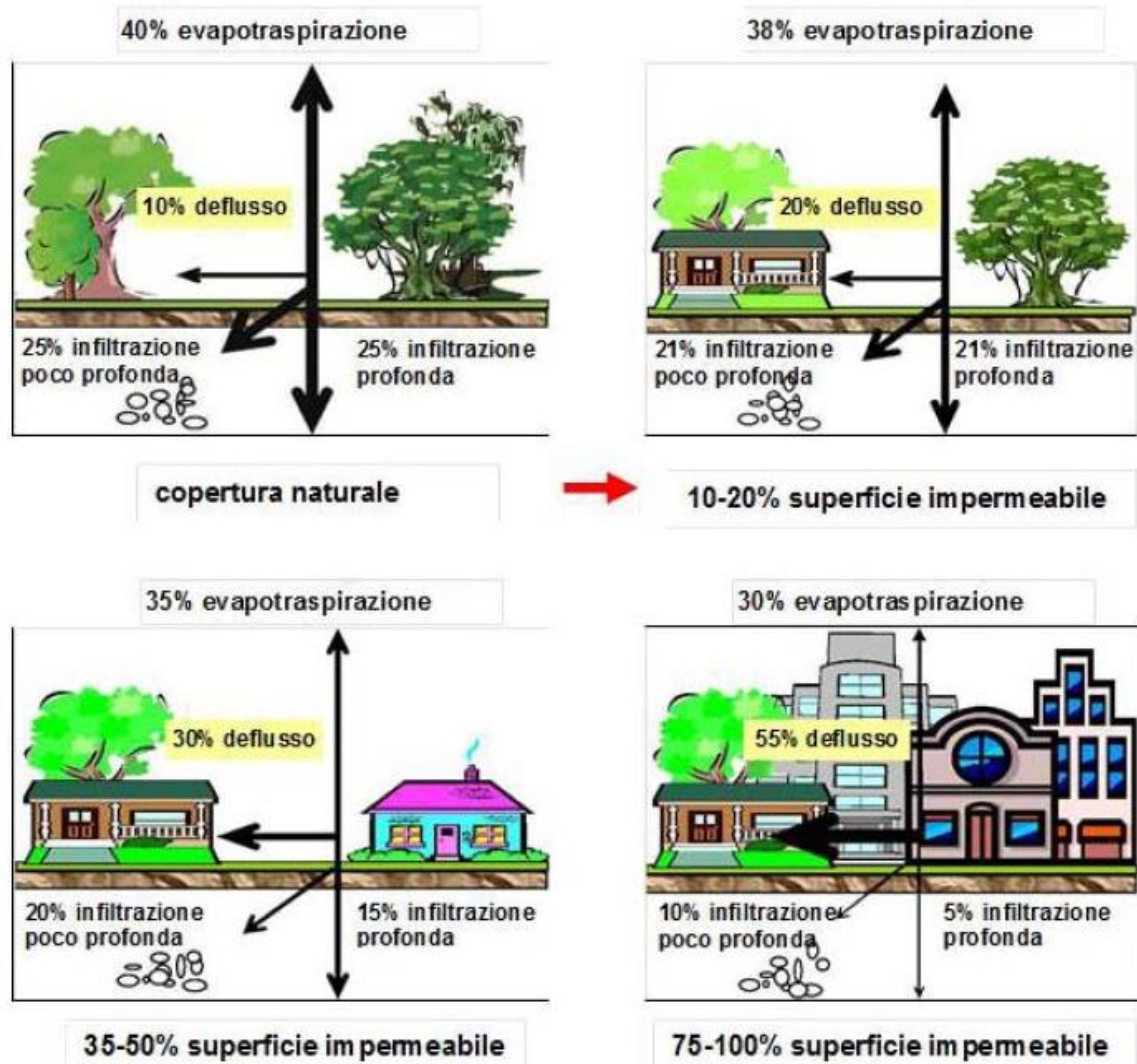 40% evapotraspirazione
10% deflusso
25% infiltrazione
poco profonda
25% infiltrazione
profonda
copertura naturale
38% evapotraspirazione
20% deflusso
21% infiltrazione
poco profonda
21% infiltrazione
profonda
10-20% superficie impermeabile
35% evapotraspirazione
30% deflusso
20% infiltrazione
poco profonda
15% infiltrazione
profonda
35-50% superficie impermeabile
30% evapotraspirazione
55% deflusso
10% infiltrazione
poco profonda
5% infiltrazione
profonda
75-100% superficie impermeabile